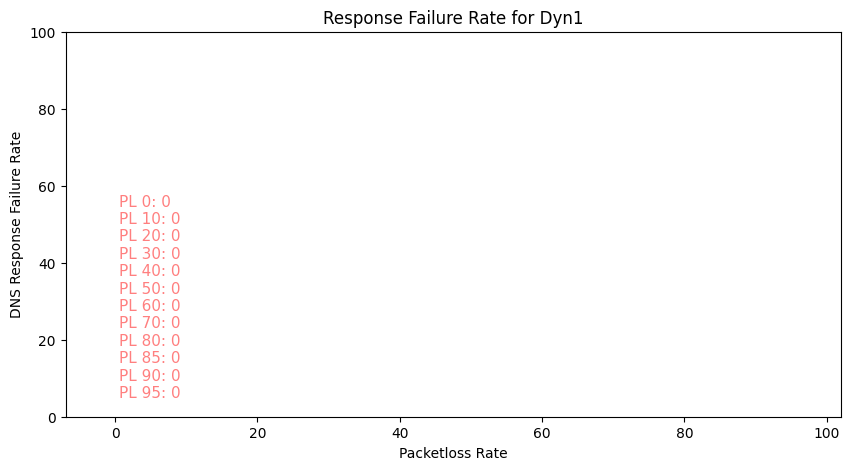 Response Failure Rate for Dyn1
100
80
60
40
20
0
DNS Response Failure Rate
PL 0: 0
PL 10: 0
PL 20: 0
PL 30: 0
PL 40: 0
PL 50: 0
PL 60: 0
PL 70: 0
PL 80: 0
PL 85: 0
PL 90: 0
PL 95: 0
0 20 40 60 80 100
Packetloss Rate